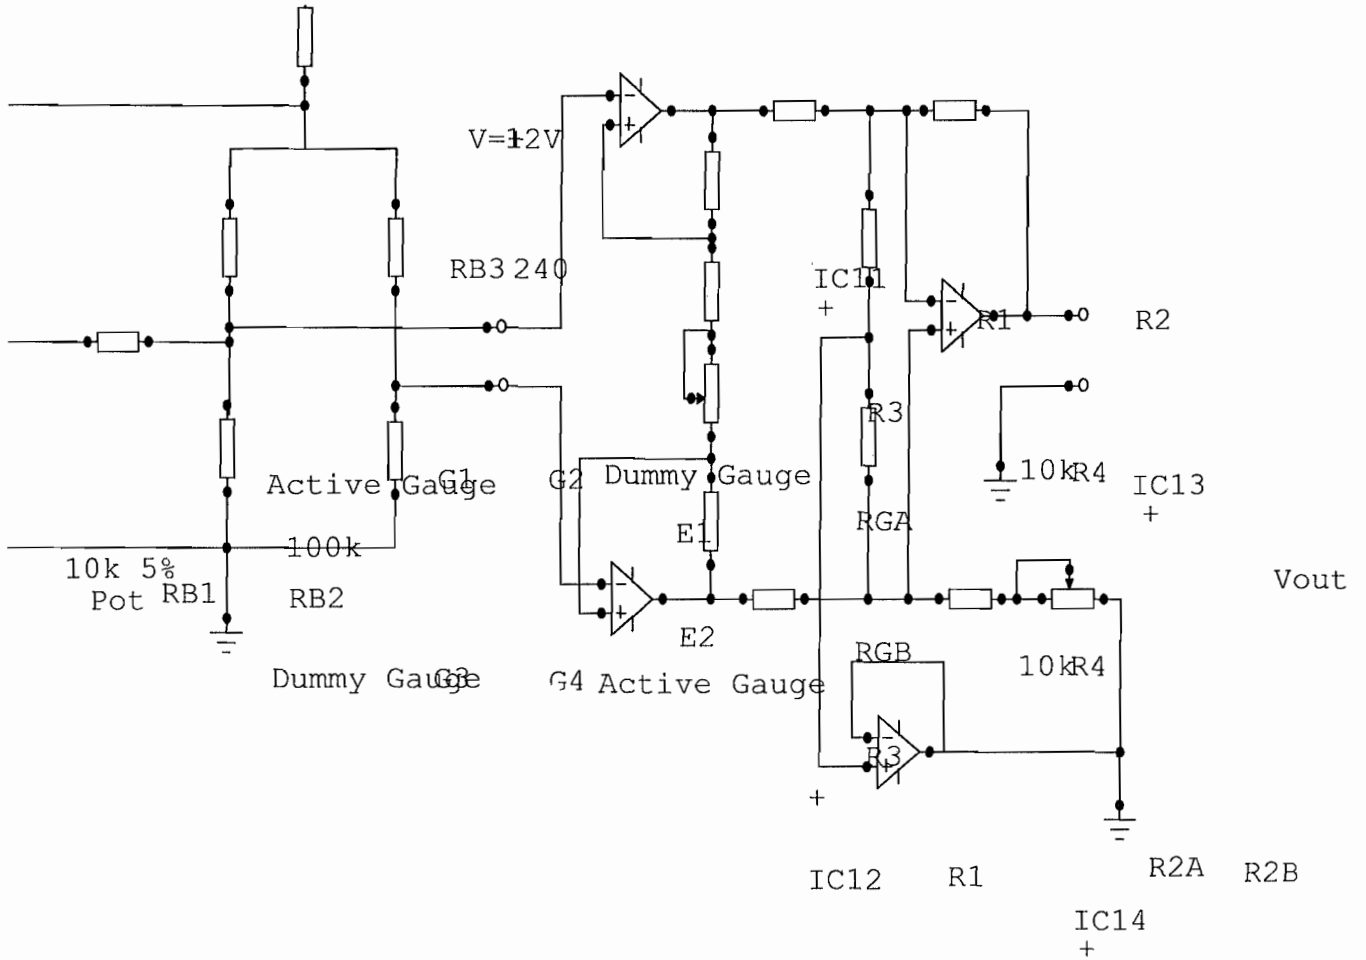 V=+12V
RB3 240
IC11
+
R1
R2
R3
Active Gauge
G1
G2
Dummy Gauge
10k
R4
IC13
+
RGA
E1
100k
10k 5%
Pot
RB1
RB2
Vout
E2
RGB
10k
R4
Dummy Gauge
G3
G4
Active Gauge
R3
+
IC12
R1
R2A
R2B
IC14
+